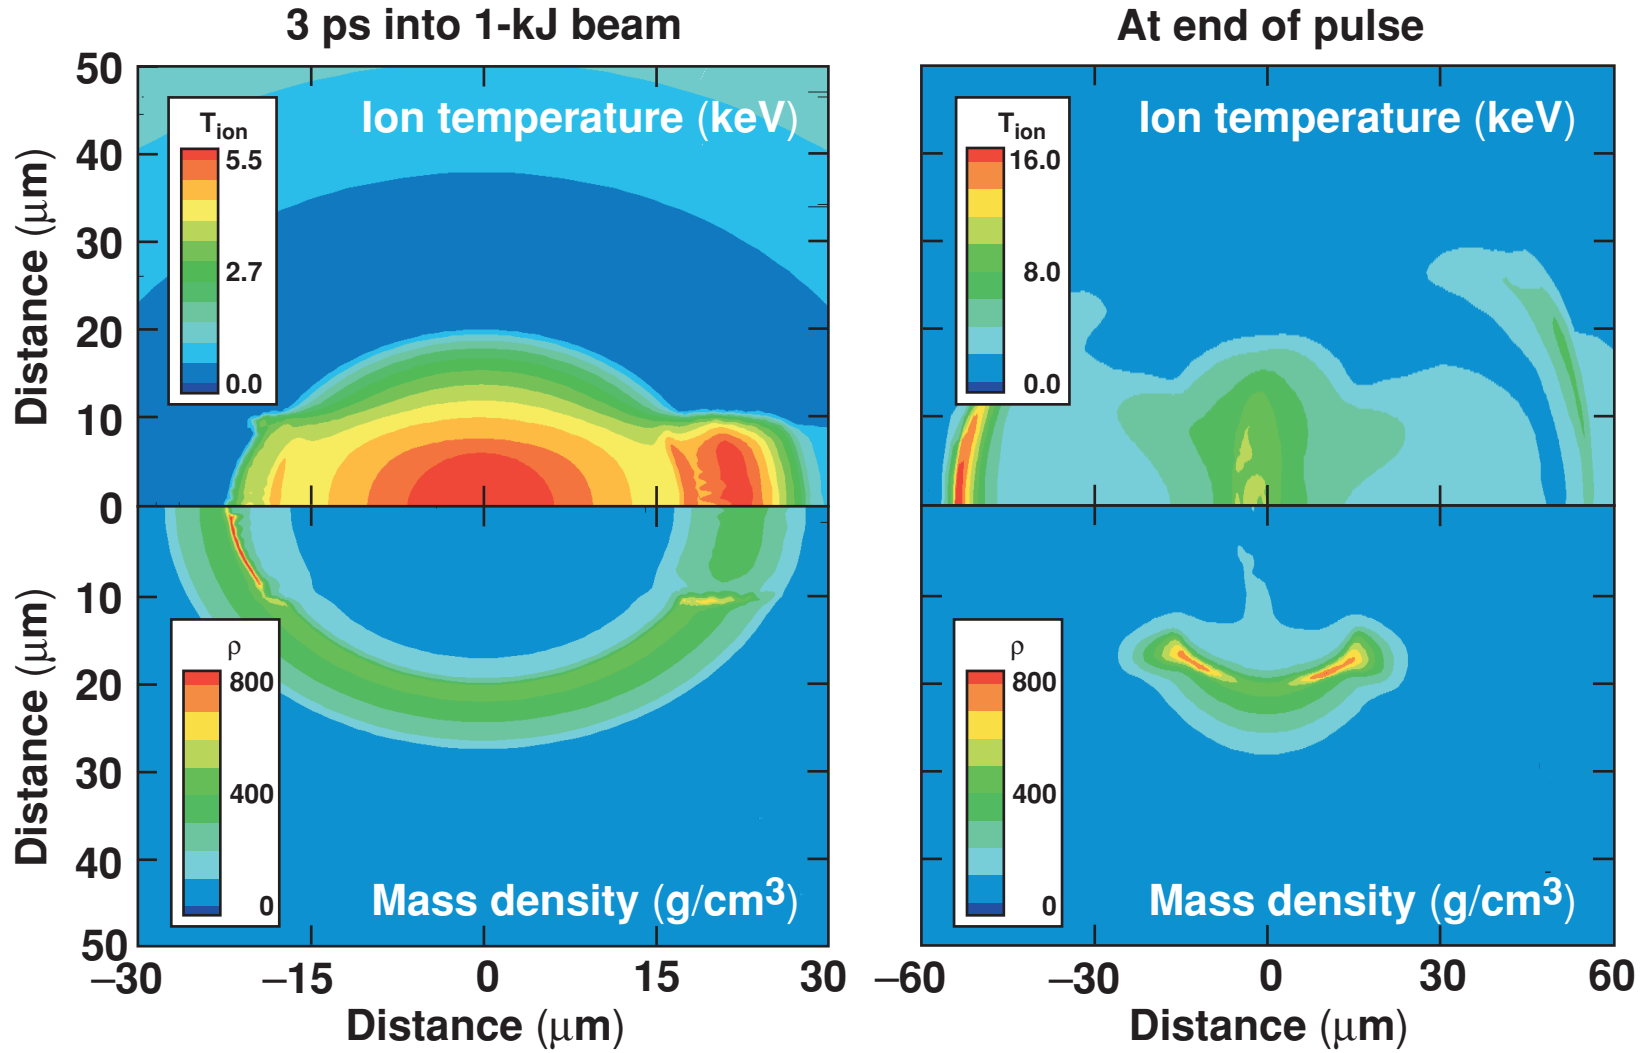 3 ps into 1-kJ beam
At end of pulse
Ion temperature (keV)
Ion temperature (keV)
T_ion
5.5
2.7
0.0
T_ion
16.0
8.0
0.0
Distance (μm)
50
40
30
20
10
0
10
20
30
40
50
Distance (μm)
ρ
800
400
0
ρ
800
400
0
Mass density (g/cm³)
Mass density (g/cm³)
–30
–15
0
15
30
–60
–30
0
30
60
Distance (μm)
Distance (μm)